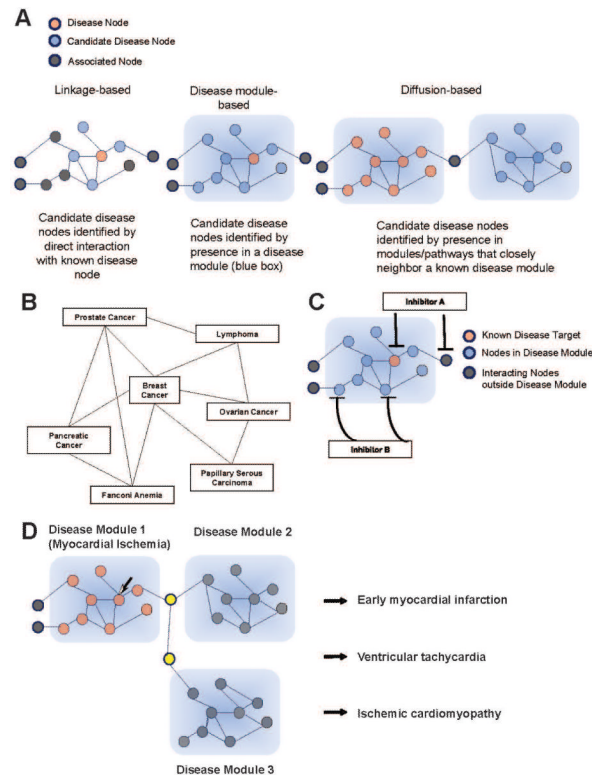 A
Disease Node
Candidate Disease Node
Associated Node
Linkage-based
Disease module-
based
Diffusion-based
Candidate disease
nodes identified by
direct interaction
with known disease
node
Candidate disease
nodes identified by
presence in a disease
module (blue box)
Candidate disease nodes
identified by presence in
modules/pathways that closely
neighbor a known disease module
B
Prostate Cancer
Lymphoma
Breast
Cancer
Ovarian Cancer
Pancreatic
Cancer
Papillary Serous
Carcinoma
Fanconi Anemia
C
Inhibitor A
Known Disease Target
Nodes in Disease Module
Interacting Nodes
outside Disease Module
Inhibitor B
D
Disease Module 1
(Myocardial Ischemia)
Disease Module 2
Early myocardial infarction
Ventricular tachycardia
Ischemic cardiomyopathy
Disease Module 3